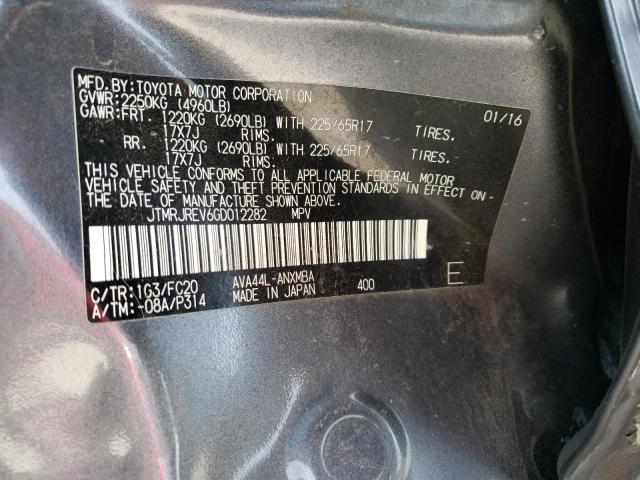 MFD. BY: TOYOTA MOTOR CORPORATION 01/16
GVWR: 2250KG (4960LB)
GAWR: FRT. 1220KG (2690LB) WITH 225/65R17 TIRES.
17X7J RIMS.
RR. 1220KG (2690LB) WITH 225/65R17 TIRES.
17X7J RIMS.
THIS VEHICLE CONFORMS TO ALL APPLICABLE FEDERAL MOTOR
VEHICLE SAFETY AND THEFT PREVENTION STANDARDS IN EFFECT ON
THE DATE OF MANUFACTURE SHOWN ABOVE.
JTMRJREV6GD012282 MPV
C/TR: 1G3/FC20 AVA44L-ANXMBA 400 E
A/TM: -08A/P314 MADE IN JAPAN